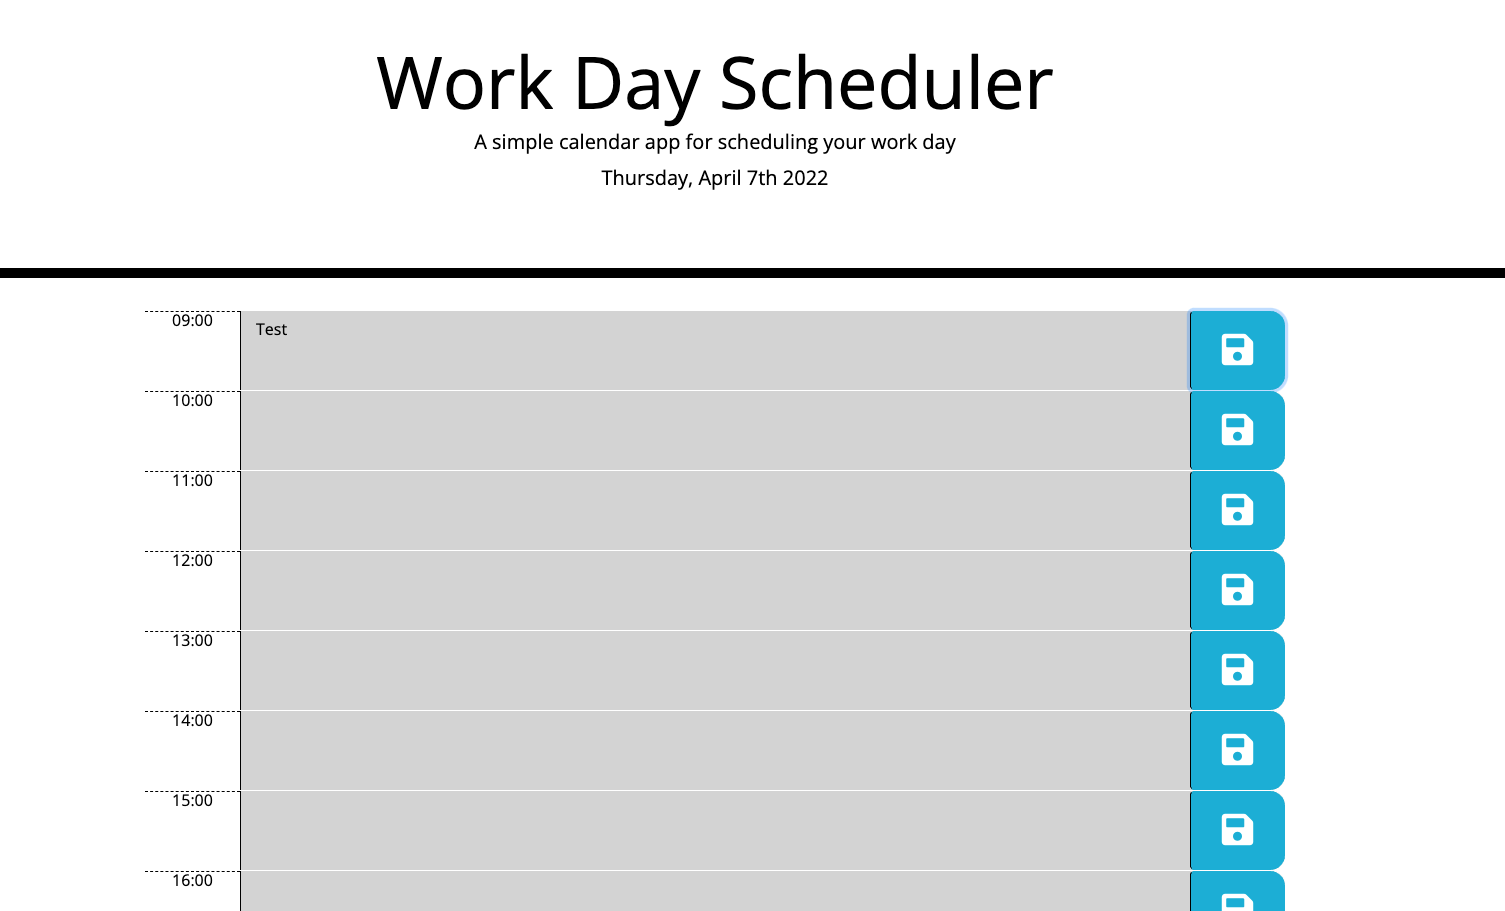 Work Day Scheduler
A simple calendar app for scheduling your work day
Thursday, April 7th 2022
09:00
Test
10:00
11:00
12:00
13:00
14:00
15:00
16:00